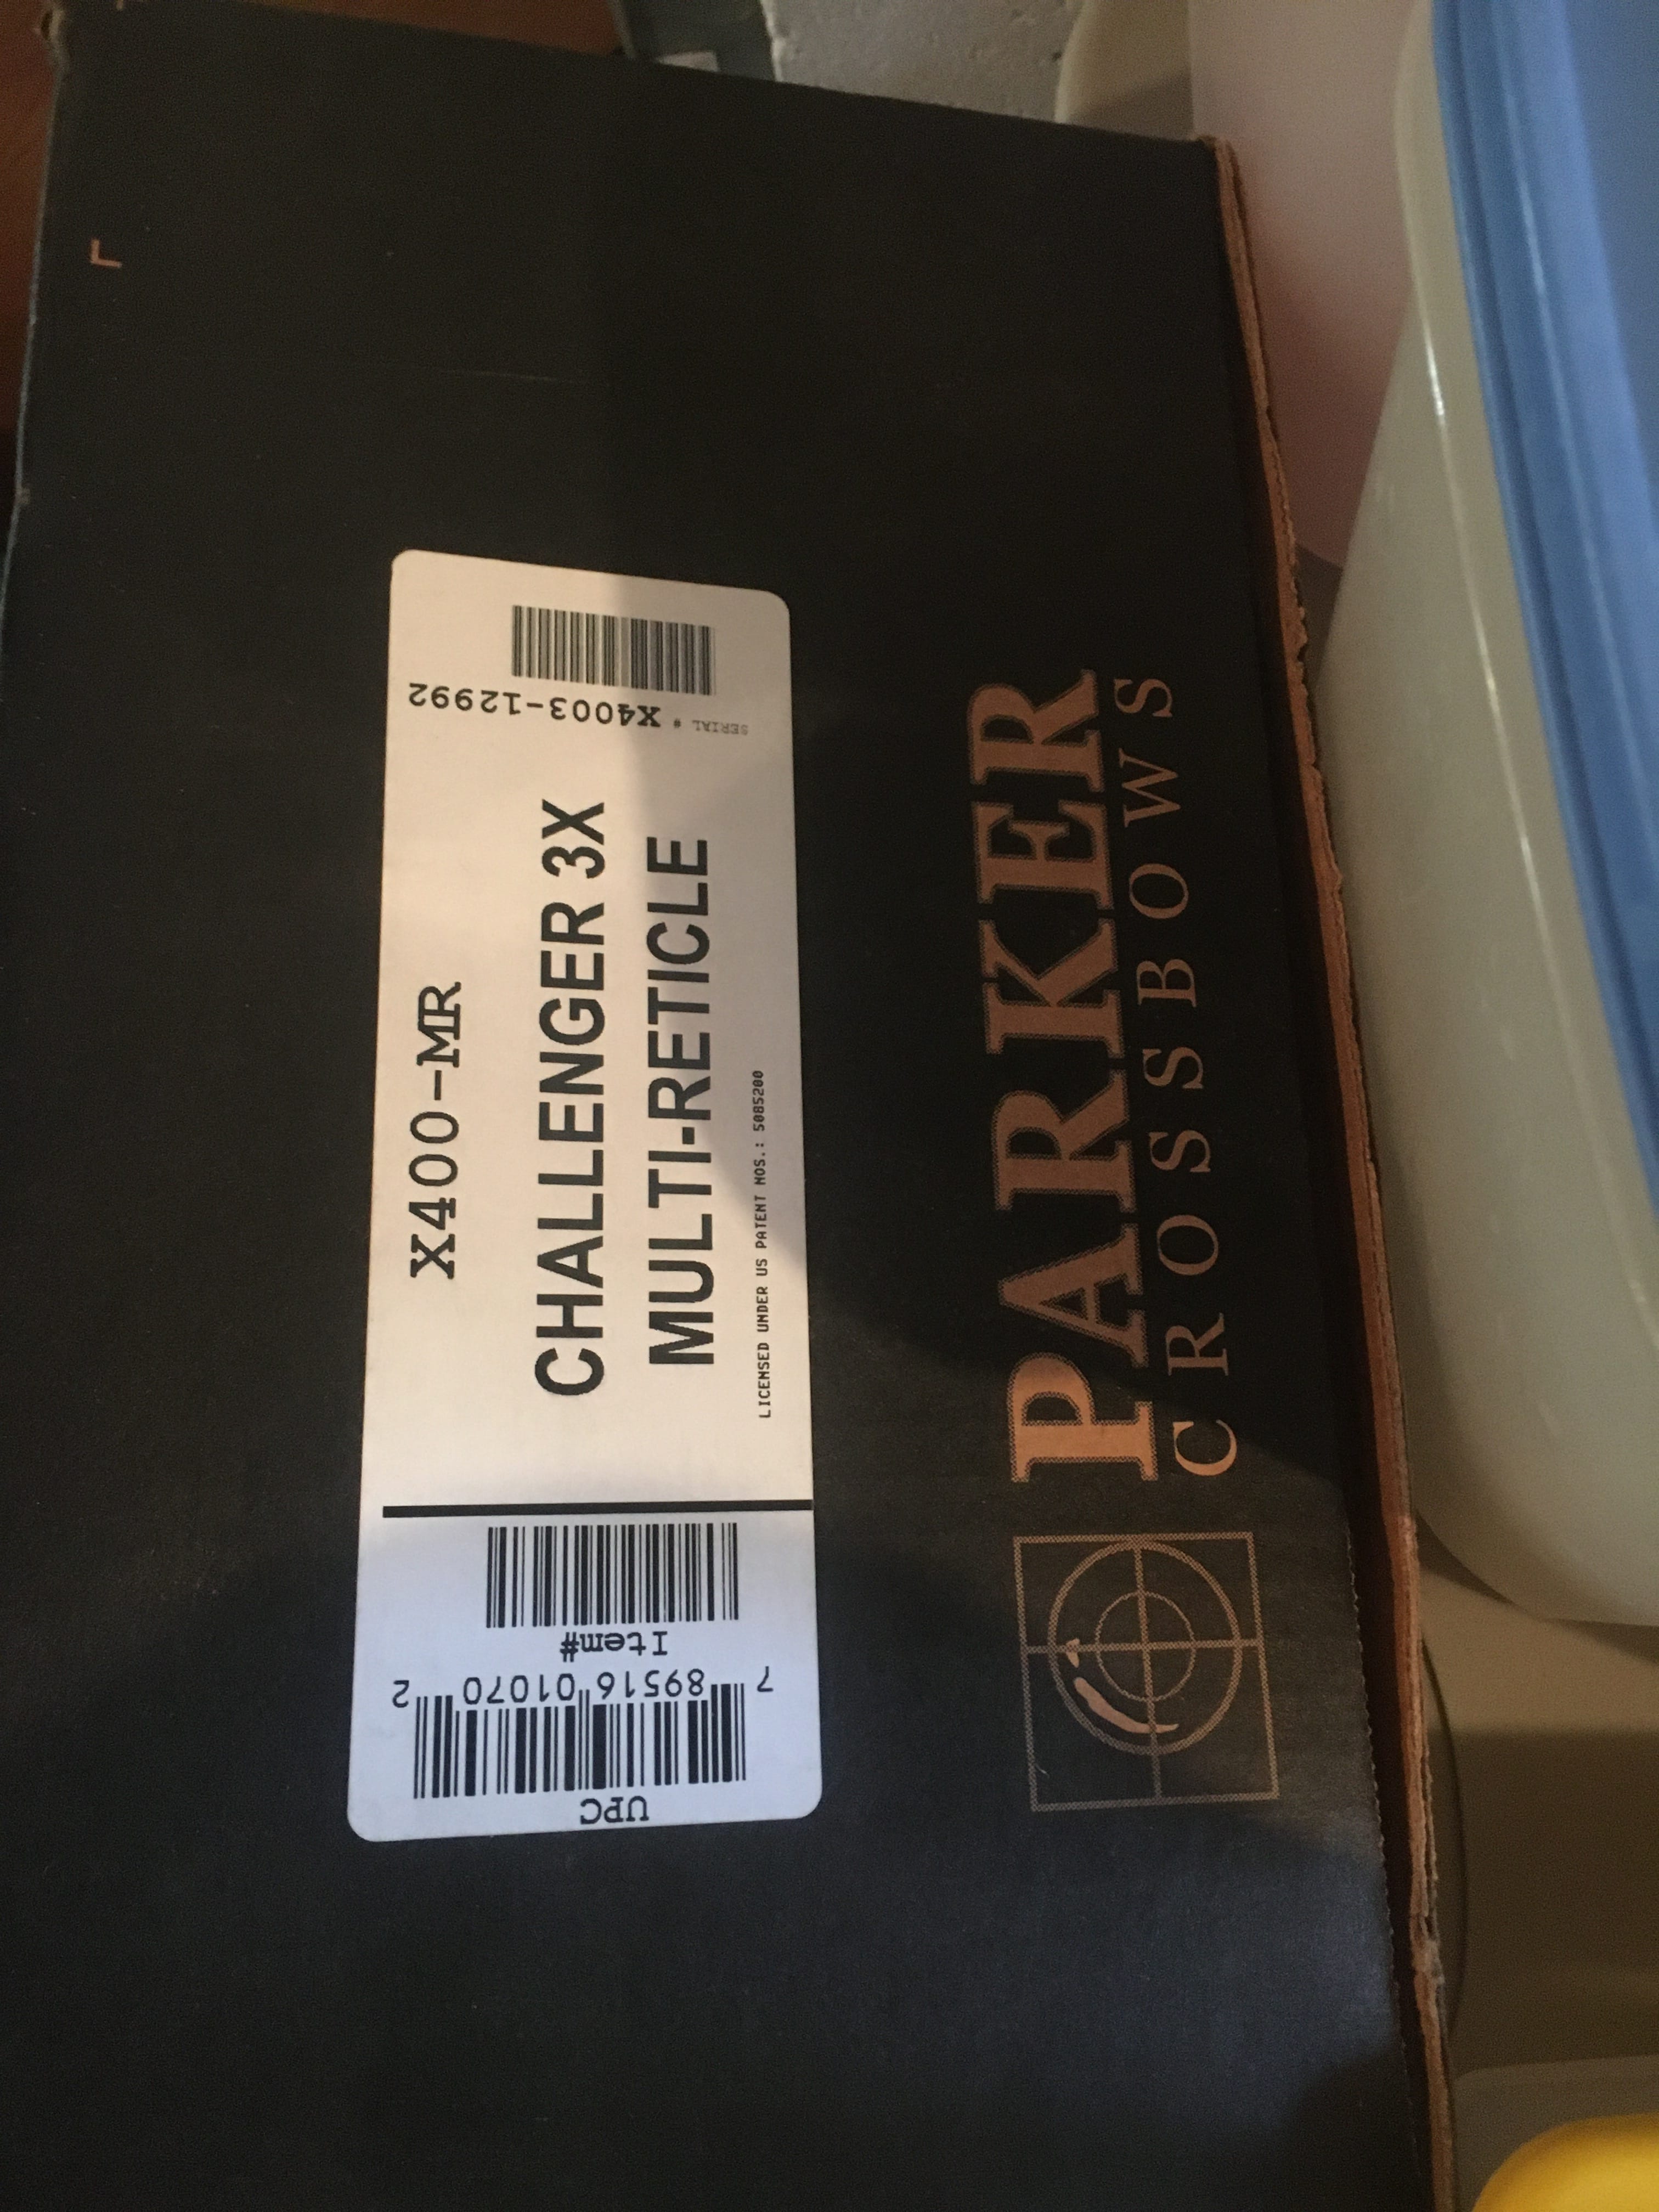 X400-MR
CHALLENGER 3X
MULTI-RETICLE
LICENSED UNDER US PATENT NOS.: 5085200
SERIAL # X4003-12992
Item#
7 89516 01070 2
UPC
PARKER
CROSSBOWS